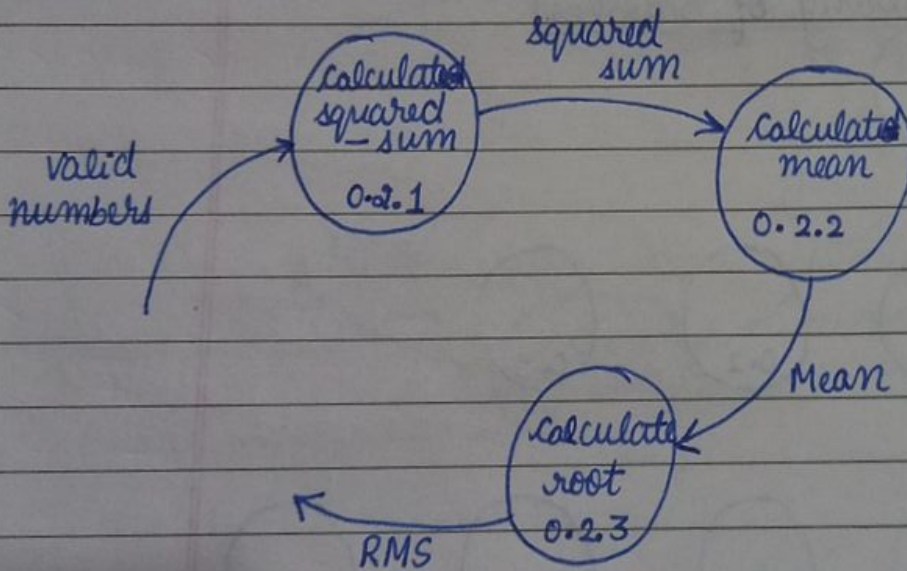 valid
numbers
calculate
squared
- sum
0.2.1
squared
sum
calculate
mean
0.2.2
Mean
calculate
root
0.2.3
RMS